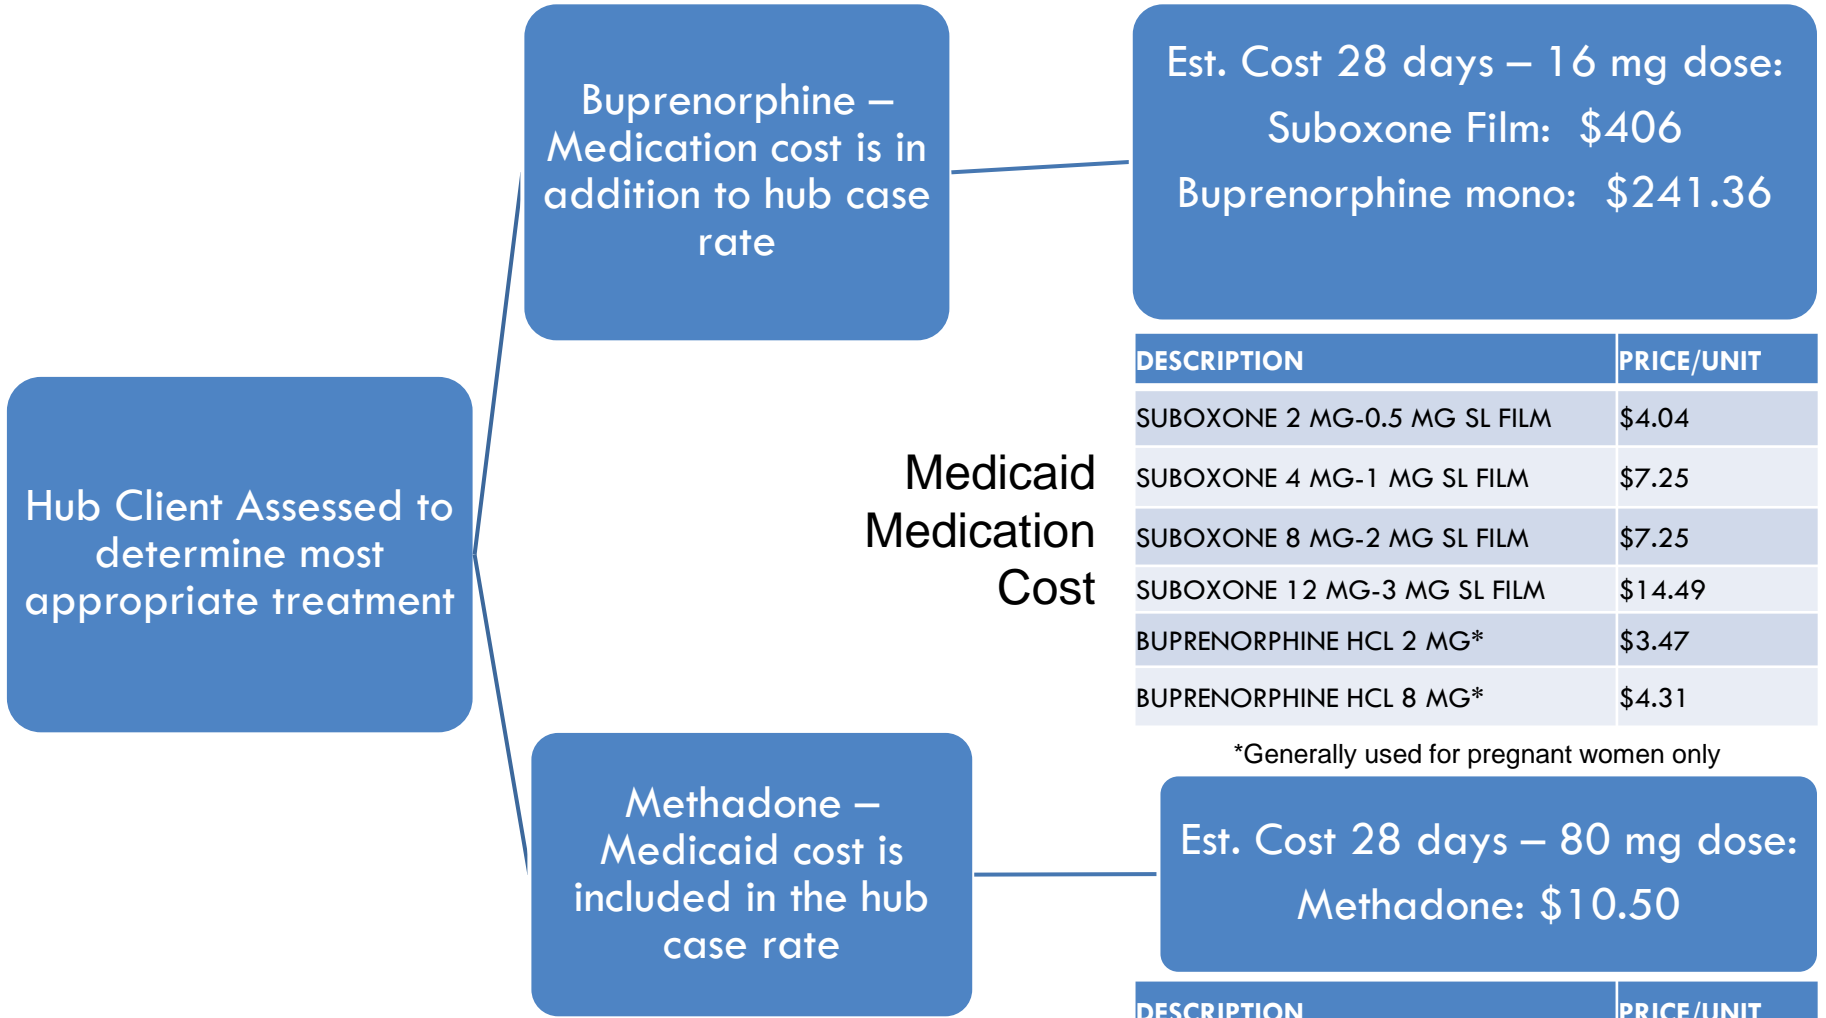 Hub Client Assessed to
determine most
appropriate treatment
Buprenorphine –
Medication cost is in
addition to hub case
rate
Est. Cost 28 days – 16 mg dose:
Suboxone Film: $406
Buprenorphine mono: $241.36
Medicaid
Medication
Cost
DESCRIPTION PRICE/UNIT
SUBOXONE 2 MG-0.5 MG SL FILM $4.04
SUBOXONE 4 MG-1 MG SL FILM $7.25
SUBOXONE 8 MG-2 MG SL FILM $7.25
SUBOXONE 12 MG-3 MG SL FILM $14.49
BUPRENORPHINE HCL 2 MG* $3.47
BUPRENORPHINE HCL 8 MG* $4.31
*Generally used for pregnant women only
Methadone –
Medicaid cost is
included in the hub
case rate
Est. Cost 28 days – 80 mg dose:
Methadone: $10.50
DESCRIPTION PRICE/UNIT